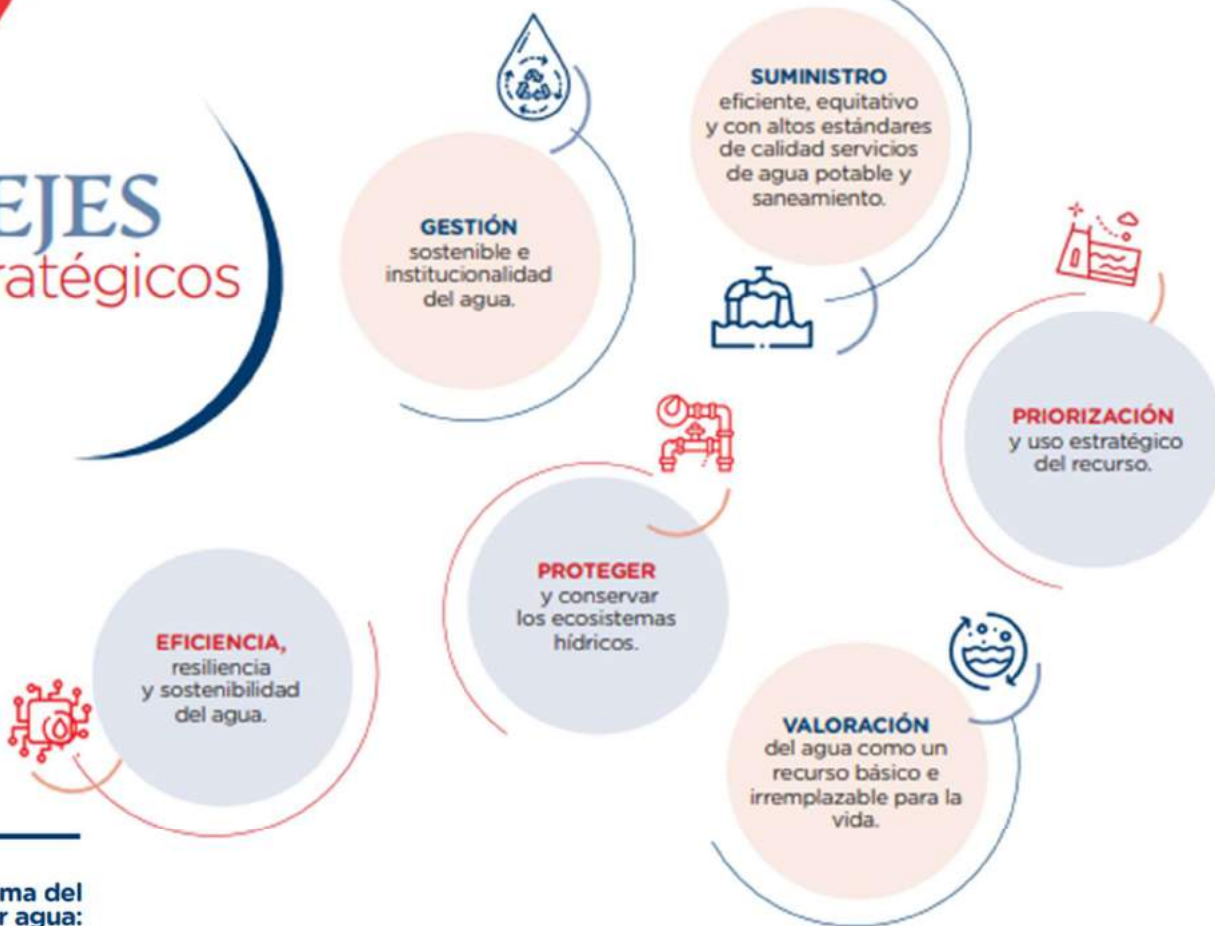 EJES
GESTIÓN
sostenible e
institucionalidad
del agua.
SUMINISTRO
eficiente, equitativo
y con altos estándares
de calidad servicios
de agua potable y
saneamiento.
PRIORIZACIÓN
y uso estratégico
del recurso.
PROTEGER
y conservar
los ecosistemas
hídricos.
EFICIENCIA,
resiliencia
y sostenibilidad
del agua.
VALORACIÓN
del agua como un
recurso básico e
irremplazable para la
vida.
del
agua: